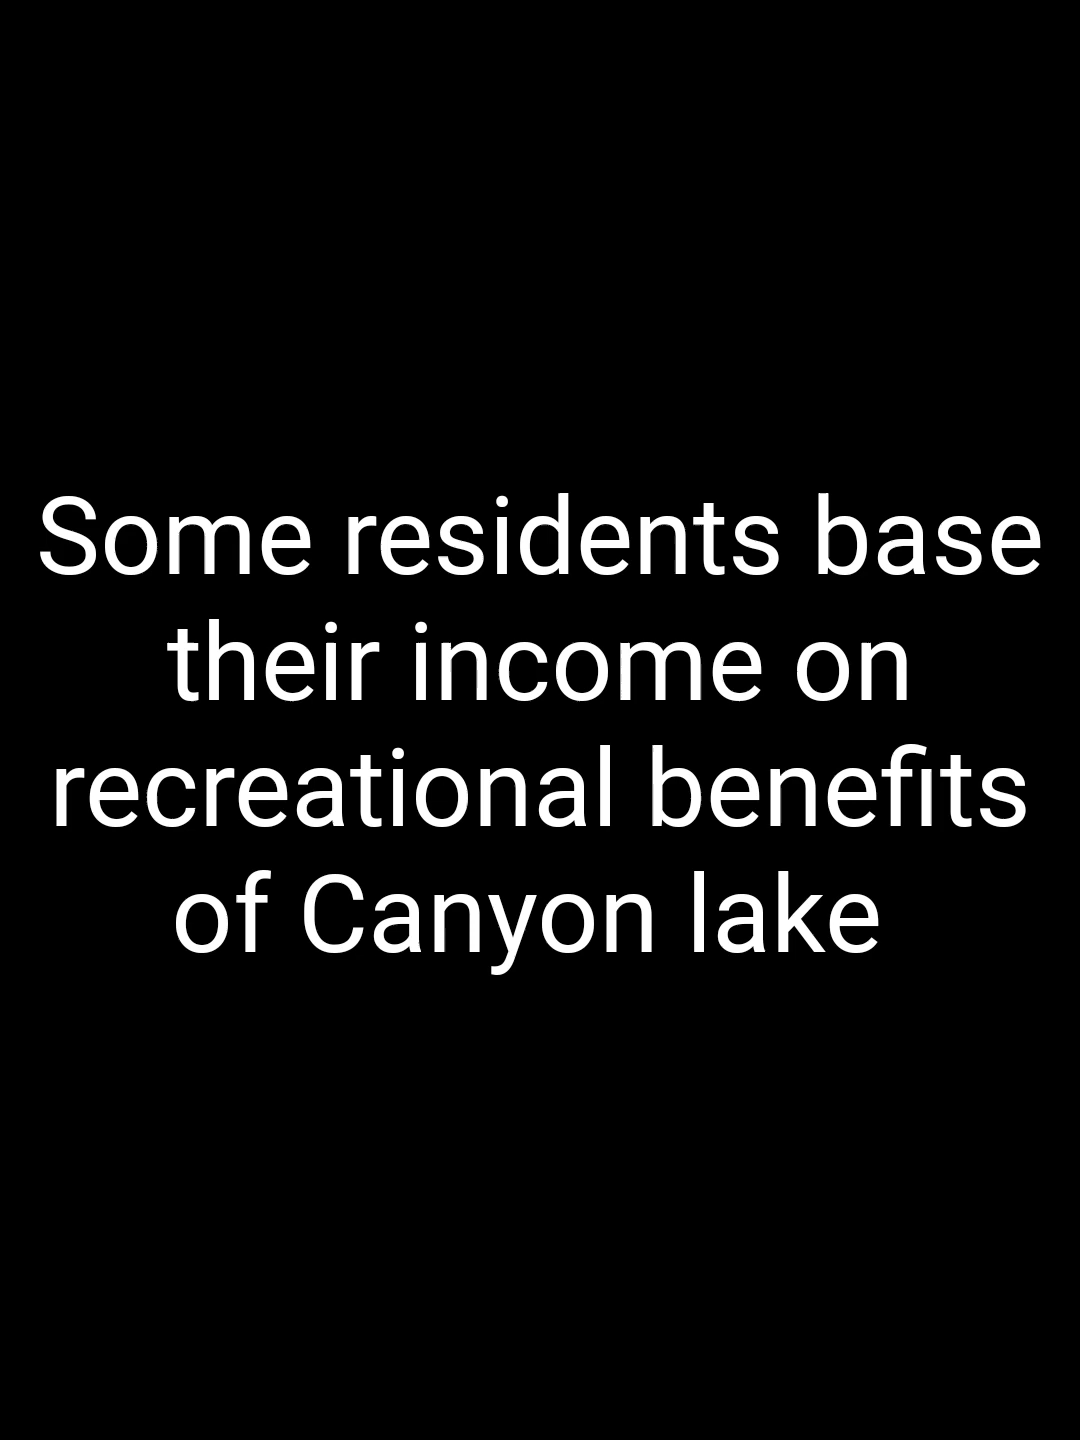 Some residents base
their income on
recreational benefits
of Canyon lake